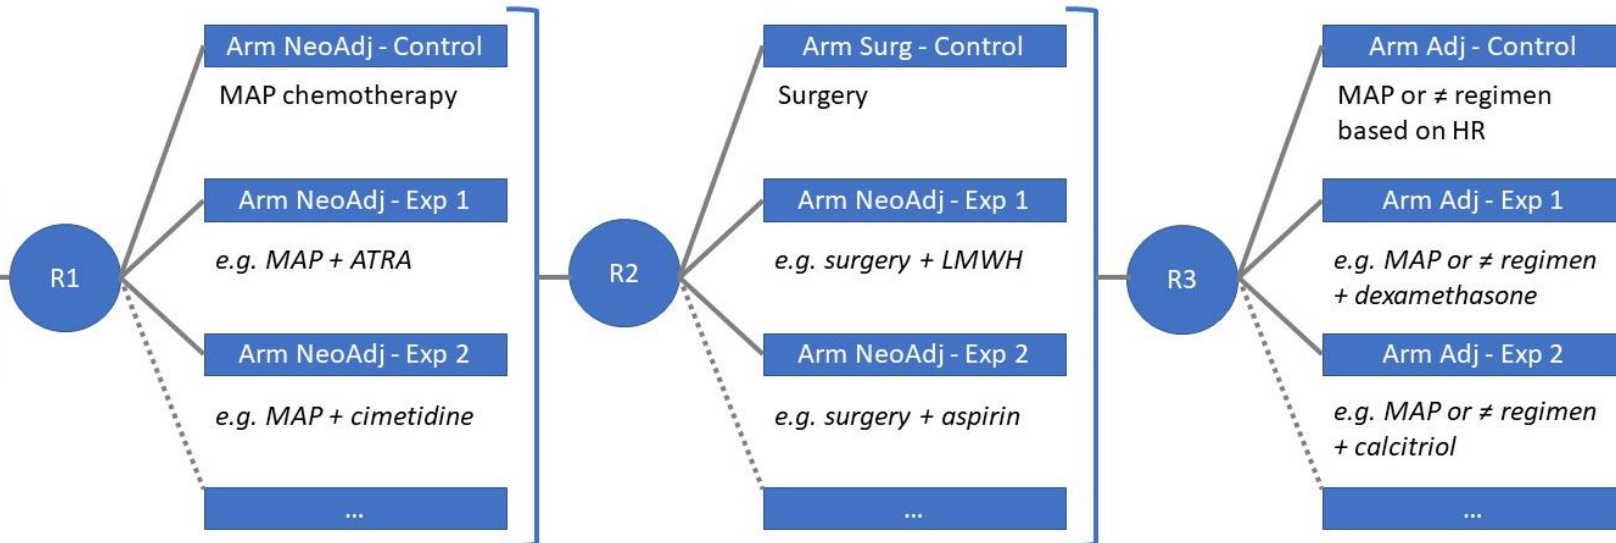 R1
Arm NeoAdj - Control
MAP chemotherapy
Arm NeoAdj - Exp 1
e.g. MAP + ATRA
Arm NeoAdj - Exp 2
e.g. MAP + cimetidine
...
R2
Arm Surg - Control
Surgery
Arm NeoAdj - Exp 1
e.g. surgery + LMWH
Arm NeoAdj - Exp 2
e.g. surgery + aspirin
...
R3
Arm Adj - Control
MAP or ≠ regimen
based on HR
Arm Adj - Exp 1
e.g. MAP or ≠ regimen
+ dexamethasone
Arm Adj - Exp 2
e.g. MAP or ≠ regimen
+ calcitriol
...